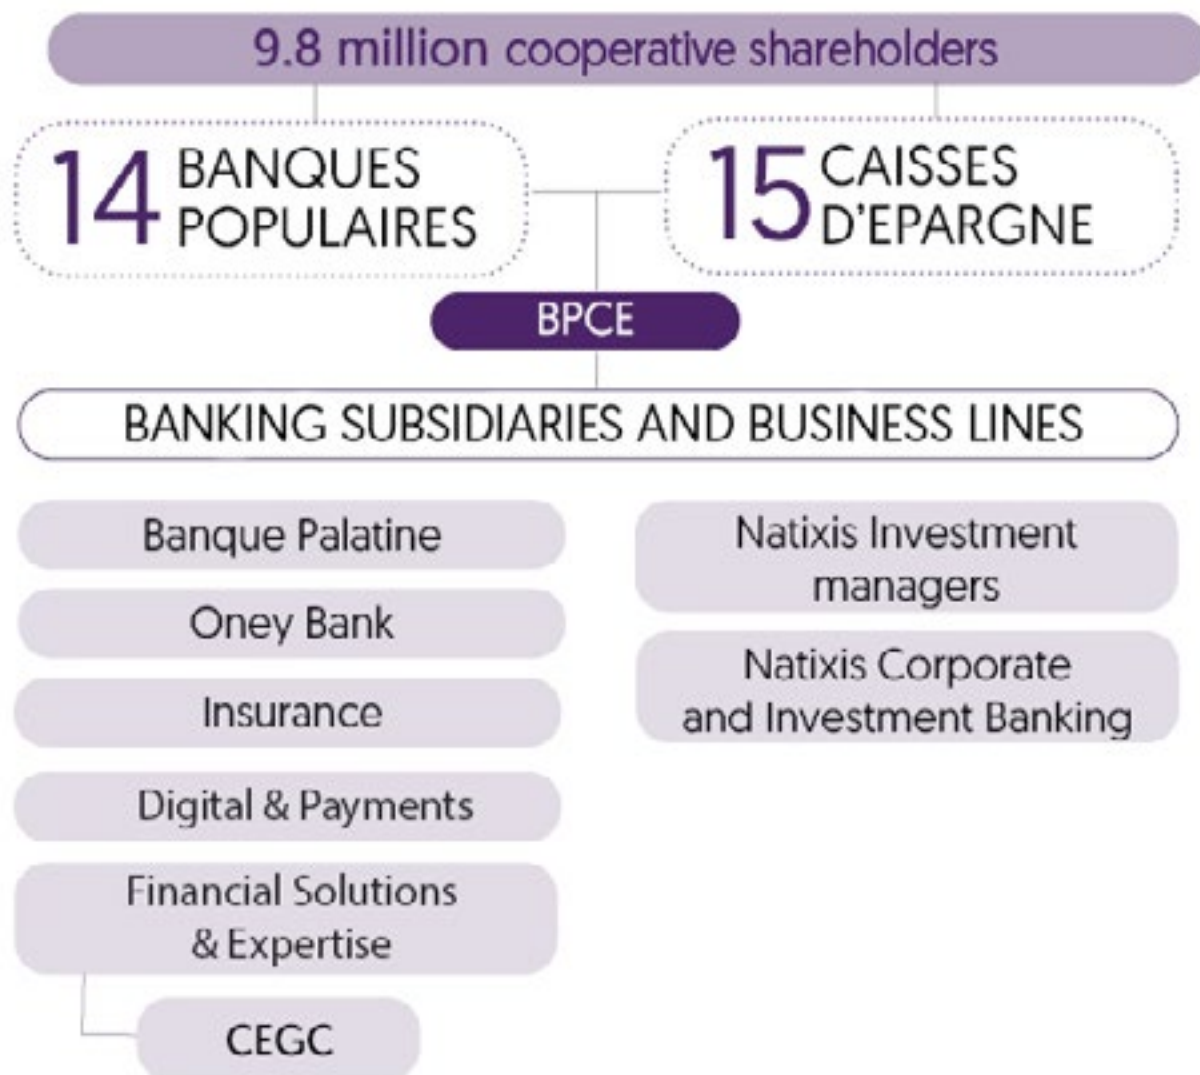 9.8 million cooperative shareholders
14 BANQUES
POPULAIRES
15 CAISSES
D'EPARGNE
BPCE
BANKING SUBSIDIARIES AND BUSINESS LINES
Banque Palatine
Oney Bank
Insurance
Digital & Payments
Financial Solutions
& Expertise
CEGC
Natixis Investment
managers
Natixis Corporate
and Investment Banking